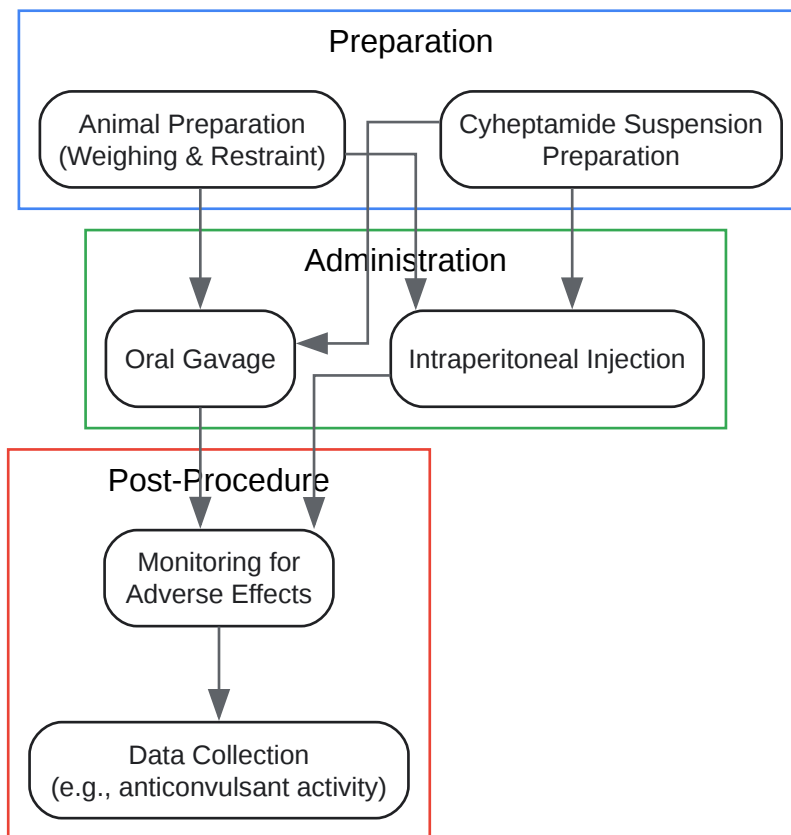 Preparation
Animal Preparation
(Weighing & Restraint)
Cyheptamide Suspension
Preparation
Administration
Oral Gavage
Intraperitoneal Injection
Post-Procedure
Monitoring for
Adverse Effects
Data Collection
(e.g., anticonvulsant activity)